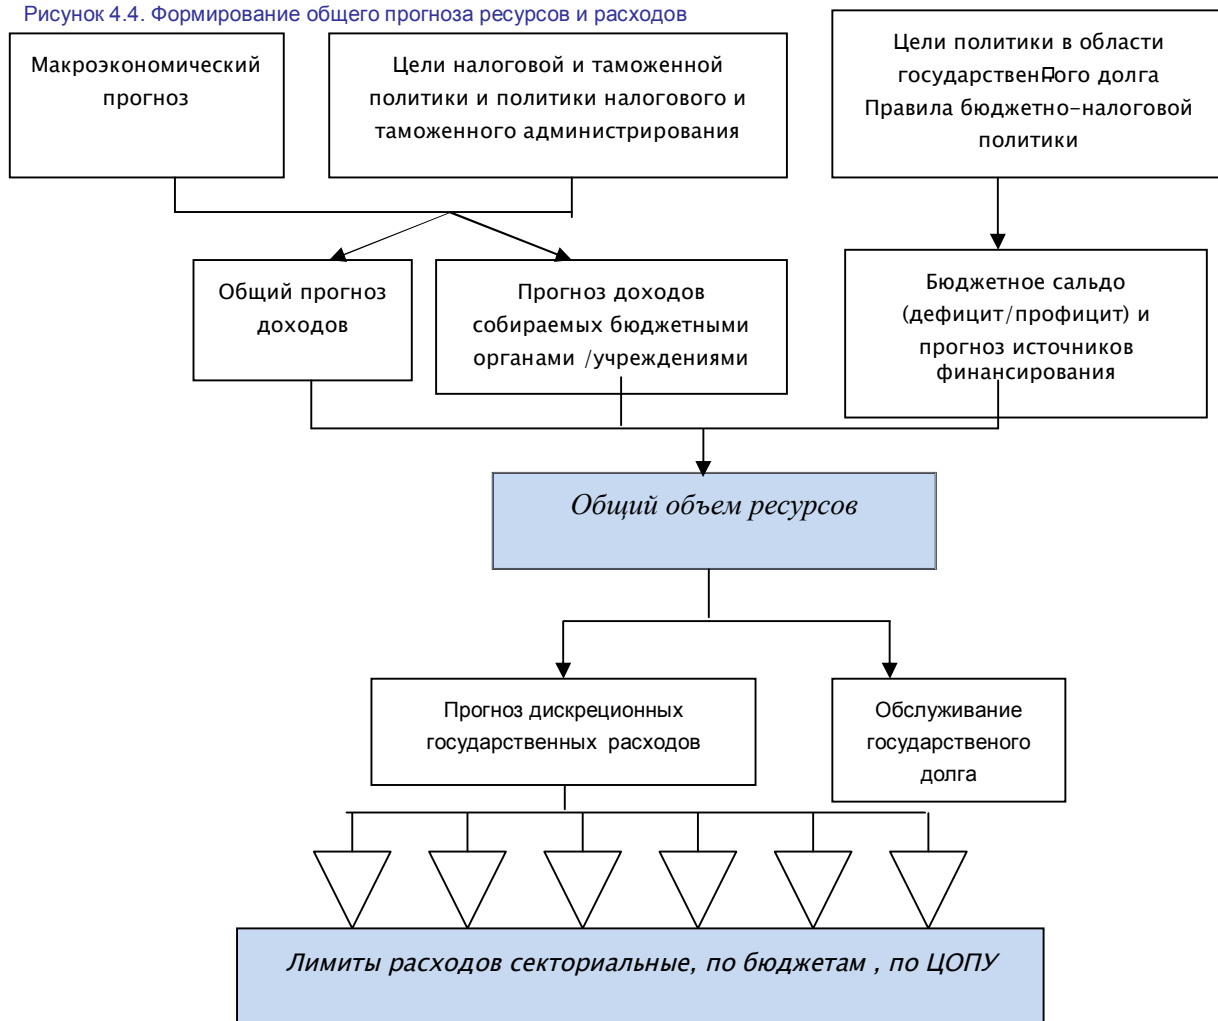 Рисунок 4.4. Формирование общего прогноза ресурсов и расходов
Макроэкономический
прогноз
Цели налоговой и таможенной
политики и политики налогового и
таможенного администрирования
Цели политики в области
государственного долга
Правила бюджетно-налоговой
политики
Общий прогноз
доходов
Прогноз доходов
собираемых бюджетными
органами /учреждениями
Бюджетное сальдо
(дефицит/профицит) и
прогноз источников
финансирования
Общий объем ресурсов
Прогноз дискреционных
государственных расходов
Обслуживание
государственого
долга
Лимиты расходов секториальные, по бюджетам , по ЦОПУ